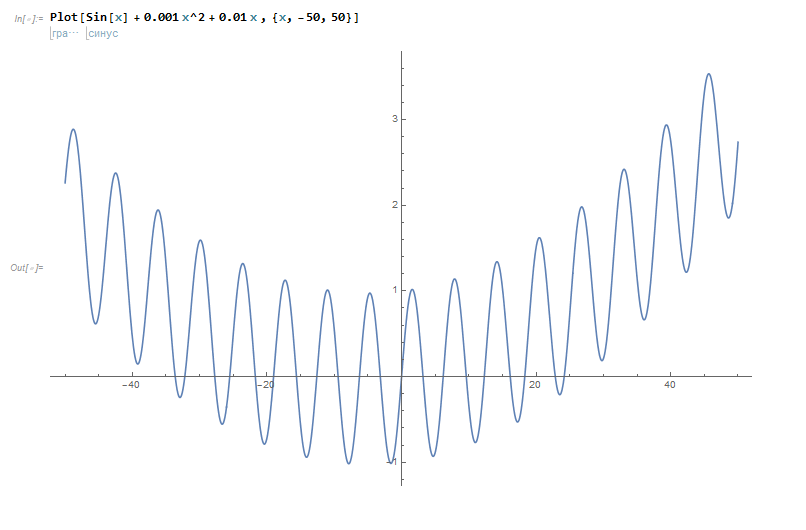 In[∘]:= Plot[Sin[x] + 0.001 x^2 + 0.01 x , {x, -50, 50}]
гра⋯ синус
3
2
1
Out[∘]=
-40 -20 20 40
-1